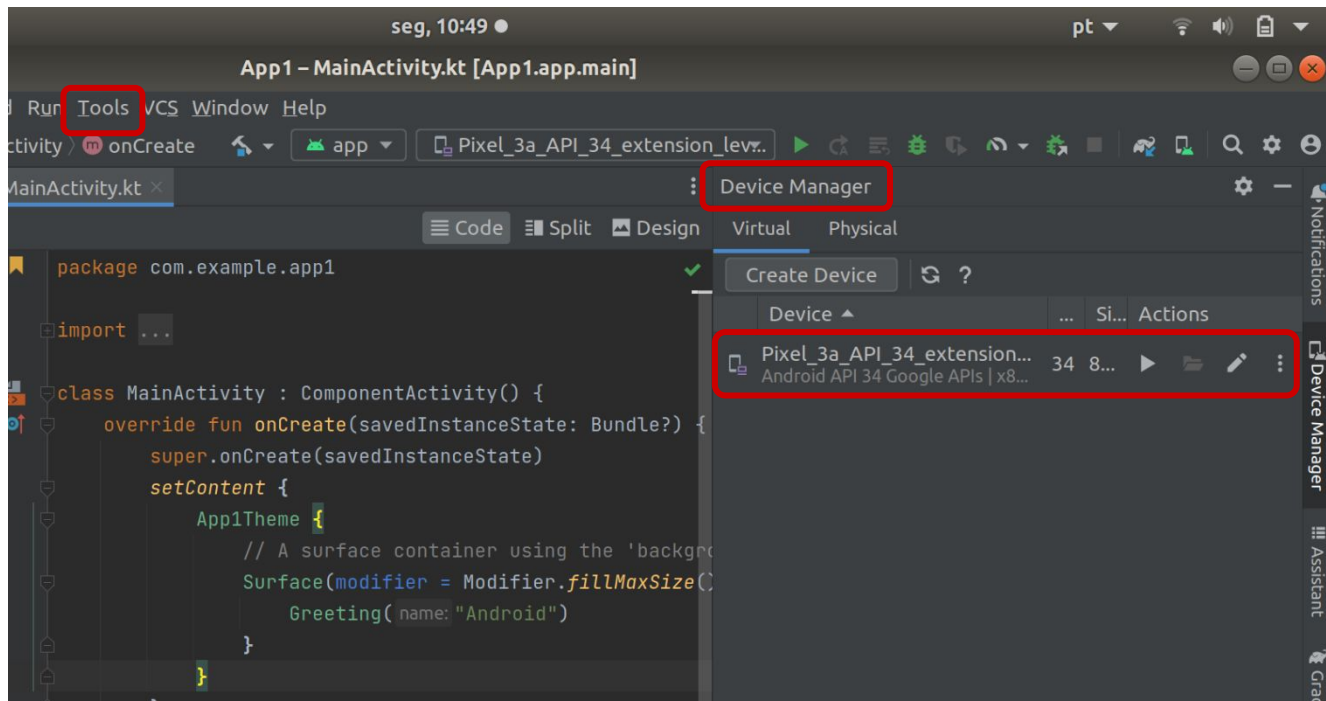 seg, 10:49
pt
App1 – MainActivity.kt [App1.app.main]
Run Tools VCS Window Help
ctivity onCreate app Pixel_3a_API_34_extension_lev...
MainActivity.kt
Device Manager
Code Split Design
Virtual Physical
Create Device ?
Device ... Si... Actions
Pixel_3a_API_34_extension... 34 8...
Android API 34 Google APIs | x8...
package com.example.app1
import ...
class MainActivity : ComponentActivity() {
override fun onCreate(savedInstanceState: Bundle?) {
super.onCreate(savedInstanceState)
setContent {
App1Theme {
// A surface container using the 'backgro
Surface(modifier = Modifier.fillMaxSize()
Greeting( name: "Android")
}
}
Notifications
Device Manager
Assistant
Grad